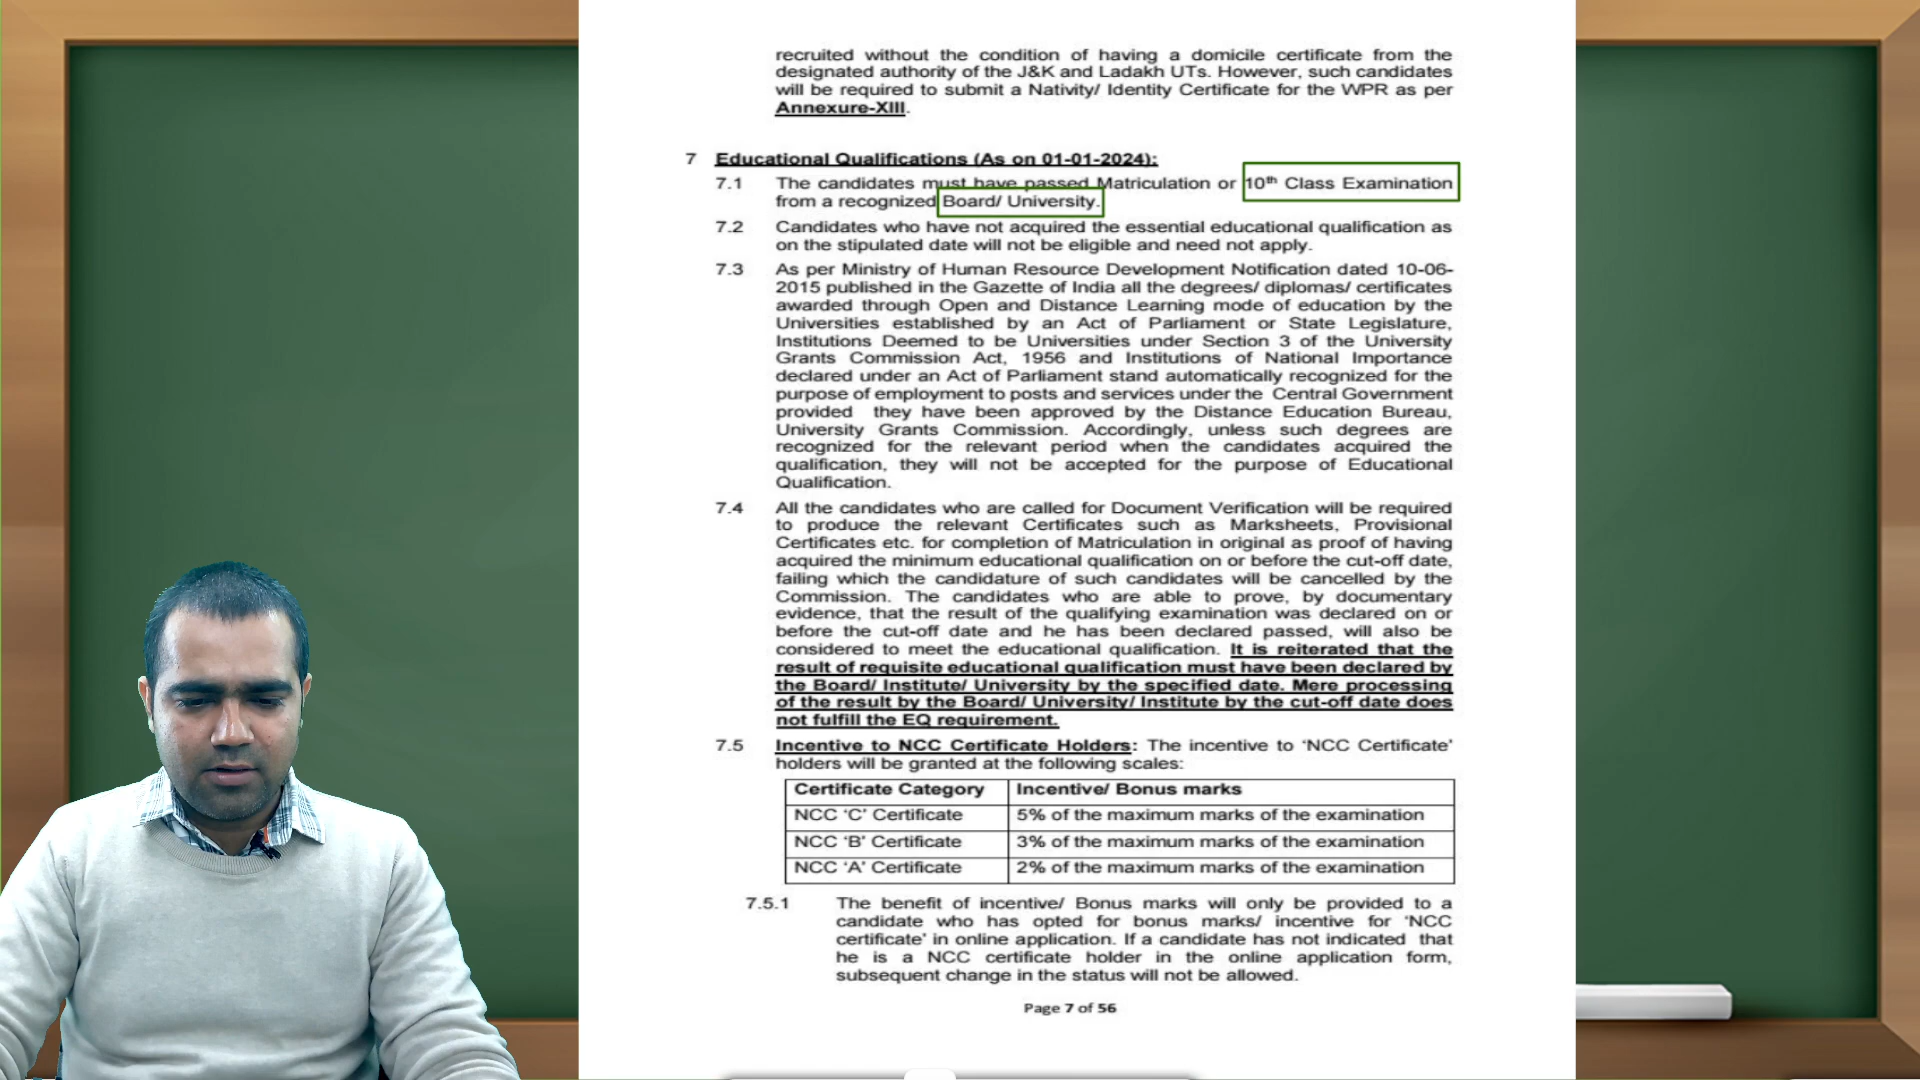 recruited without the condition of having a domicile certificate from the
designated authority of the J&K and Ladakh UTs. However, such candidates
will be required to submit a Nativity/ Identity Certificate for the WPR as per
Annexure-XIII.
7 Educational Qualifications (As on 01-01-2024):
7.1 The candidates must have passed Matriculation or 10th Class Examination
from a recognized Board/ University.
7.2 Candidates who have not acquired the essential educational qualification as
on the stipulated date will not be eligible and need not apply.
7.3 As per Ministry of Human Resource Development Notification dated 10-06-
2015 published in the Gazette of India all the degrees/ diplomas/ certificates
awarded through Open and Distance Learning mode of education by the
Universities established by an Act of Parliament or State Legislature,
Institutions Deemed to be Universities under Section 3 of the University
Grants Commission Act, 1956 and Institutions of National Importance
declared under an Act of Parliament stand automatically recognized for the
purpose of employment to posts and services under the Central Government
provided they have been approved by the Distance Education Bureau,
University Grants Commission. Accordingly, unless such degrees are
recognized for the relevant period when the candidates acquired the
qualification, they will not be accepted for the purpose of Educational
Qualification.
7.4 All the candidates who are called for Document Verification will be required
to produce the relevant Certificates such as Marksheets, Provisional
Certificates etc. for completion of Matriculation in original as proof of having
acquired the minimum educational qualification on or before the cut-off date,
failing which the candidature of such candidates will be cancelled by the
Commission. The candidates who are able to prove, by documentary
evidence, that the result of the qualifying examination was declared on or
before the cut-off date and he has been declared passed, will also be
considered to meet the educational qualification. It is reiterated that the
result of requisite educational qualification must have been declared by
the Board/ Institute/ University by the specified date. Mere processing
of the result by the Board/ University/ Institute by the cut-off date does
not fulfill the EQ requirement.
7.5 Incentive to NCC Certificate Holders: The incentive to ‘NCC Certificate’
holders will be granted at the following scales:
Certificate Category Incentive/ Bonus marks
NCC ‘C’ Certificate 5% of the maximum marks of the examination
NCC ‘B’ Certificate 3% of the maximum marks of the examination
NCC ‘A’ Certificate 2% of the maximum marks of the examination
7.5.1 The benefit of incentive/ Bonus marks will only be provided to a
candidate who has opted for bonus marks/ incentive for ‘NCC
certificate’ in online application. If a candidate has not indicated that
he is a NCC certificate holder in the online application form,
subsequent change in the status will not be allowed.
Page 7 of 56